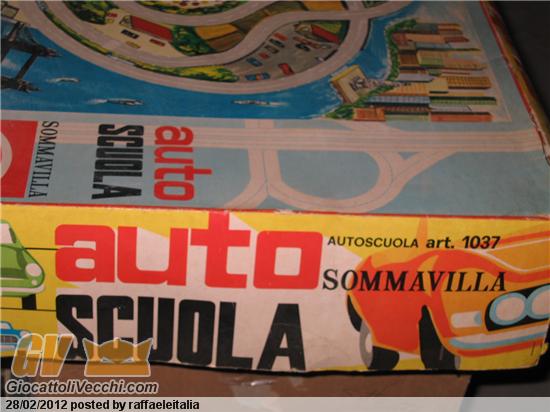 auto
SCUOLA
SOMMAVILLA
auto
SCUOLA
AUTOSCUOLA art. 1037
SOMMAVILLA
GV
GiocattoliVecchi.com
28/02/2012 posted by raffaeleitalia